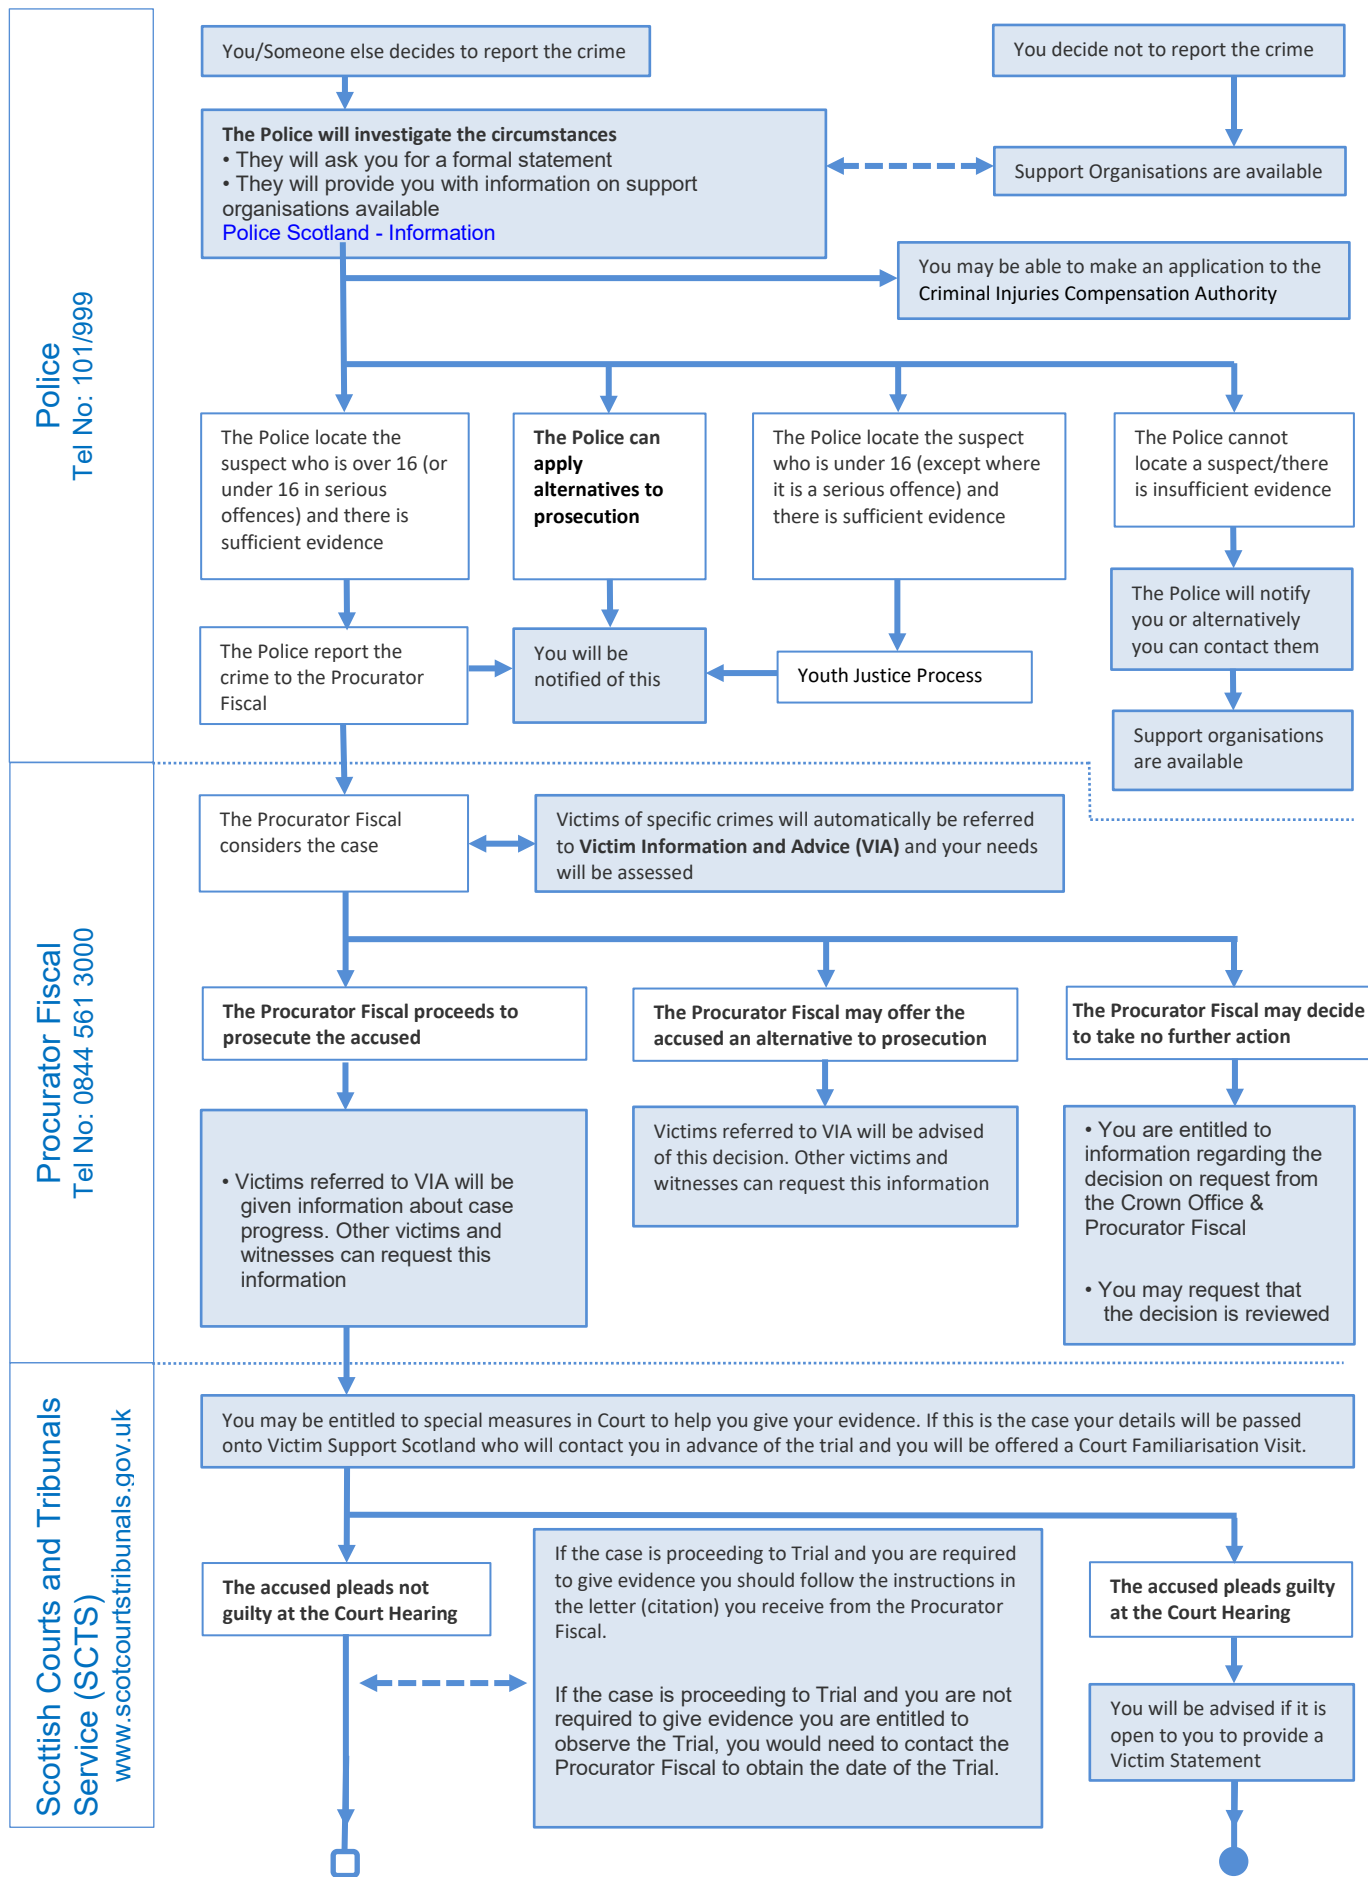 You/Someone else decides to report the crime
You decide not to report the crime
The Police will investigate the circumstances
• They will ask you for a formal statement
• They will provide you with information on support
organisations available
Police Scotland - Information
Support Organisations are available
You may be able to make an application to the
Criminal Injuries Compensation Authority
Police
Tel No: 101/999
The Police locate the
suspect who is over 16 (or
under 16 in serious
offences) and there is
sufficient evidence
The Police can
apply
alternatives to
prosecution
The Police locate the suspect
who is under 16 (except where
it is a serious offence) and
there is sufficient evidence
The Police cannot
locate a suspect/there
is insufficient evidence
The Police report the
crime to the Procurator
Fiscal
You will be
notified of this
Youth Justice Process
The Police will notify
you or alternatively
you can contact them
Support organisations
are available
Procurator Fiscal
Tel No: 0844 561 3000
The Procurator Fiscal
considers the case
Victims of specific crimes will automatically be referred
to Victim Information and Advice (VIA) and your needs
will be assessed
The Procurator Fiscal proceeds to
prosecute the accused
The Procurator Fiscal may offer the
accused an alternative to prosecution
The Procurator Fiscal may decide
to take no further action
• Victims referred to VIA will be
given information about case
progress. Other victims and
witnesses can request this
information
Victims referred to VIA will be advised
of this decision. Other victims and
witnesses can request this information
• You are entitled to
information regarding the
decision on request from
the Crown Office &
Procurator Fiscal
• You may request that
the decision is reviewed
Scottish Courts and Tribunals
Service (SCTS)
www.scotcourtstribunals.gov.uk
You may be entitled to special measures in Court to help you give your evidence. If this is the case your details will be passed
onto Victim Support Scotland who will contact you in advance of the trial and you will be offered a Court Familiarisation Visit.
The accused pleads not
guilty at the Court Hearing
If the case is proceeding to Trial and you are required
to give evidence you should follow the instructions in
the letter (citation) you receive from the Procurator
Fiscal.
If the case is proceeding to Trial and you are not
required to give evidence you are entitled to
observe the Trial, you would need to contact the
Procurator Fiscal to obtain the date of the Trial.
The accused pleads guilty
at the Court Hearing
You will be advised if it is
open to you to provide a
Victim Statement